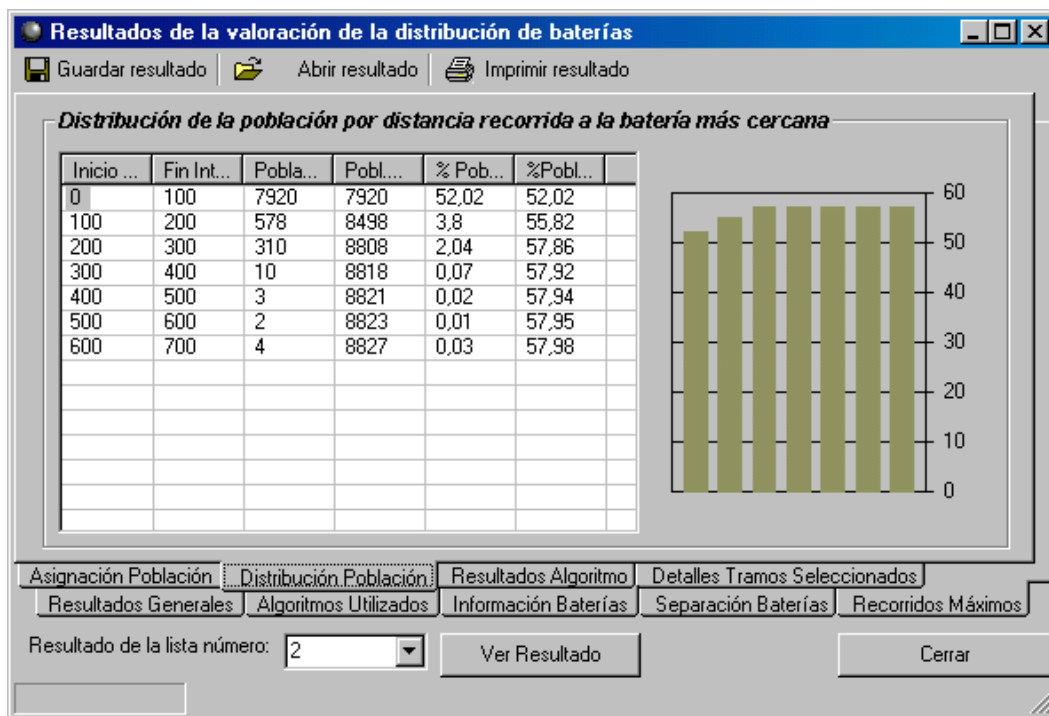 Resultados de la valoración de la distribución de baterías
Guardar resultado Abrir resultado Imprimir resultado
Distribución de la población por distancia recorrida a la batería más cercana
Inicio ... Fin Int... Pobla... Pobl.... % Pob... %Pobl...
0 100 7920 7920 52,02 52,02
100 200 578 8498 3,8 55,82
200 300 310 8808 2,04 57,86
300 400 10 8818 0,07 57,92
400 500 3 8821 0,02 57,94
500 600 2 8823 0,01 57,95
600 700 4 8827 0,03 57,98
60
50
40
30
20
10
0
Asignación Población Distribución Población Resultados Algoritmo Detalles Tramos Seleccionados
Resultados Generales Algoritmos Utilizados Información Baterías Separación Baterías Recorridos Máximos
Resultado de la lista número: 2 Ver Resultado Cerrar